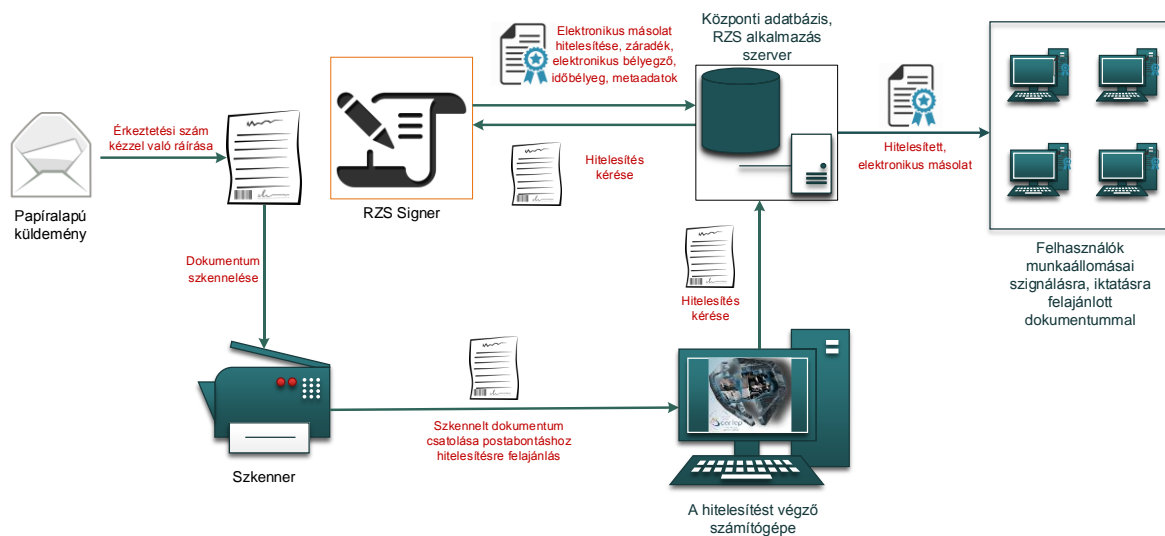 Elektronikus másolat
hitelesítése, záradék,
elektronikus bélyegző,
időbélyeg, metaadatok
Központi adatbázis,
RZS alkalmazás
szerver
Érkeztetési szám
kézzel való ráírása
Hitelesítés
kérése
Hitelesített,
elektronikus másolat
Papíralapú
küldemény
RZS Signer
Felhasználók
munkaállomásai
szignálásra, iktatásra
felajánlott
dokumentummal
Dokumentum
szkennelése
Hitelesítés
kérése
Szkennelt dokumentum
csatolása postabontáshoz
hitelesítésre felajánlás
Szkenner
A hitelesítést végző
számítógépe